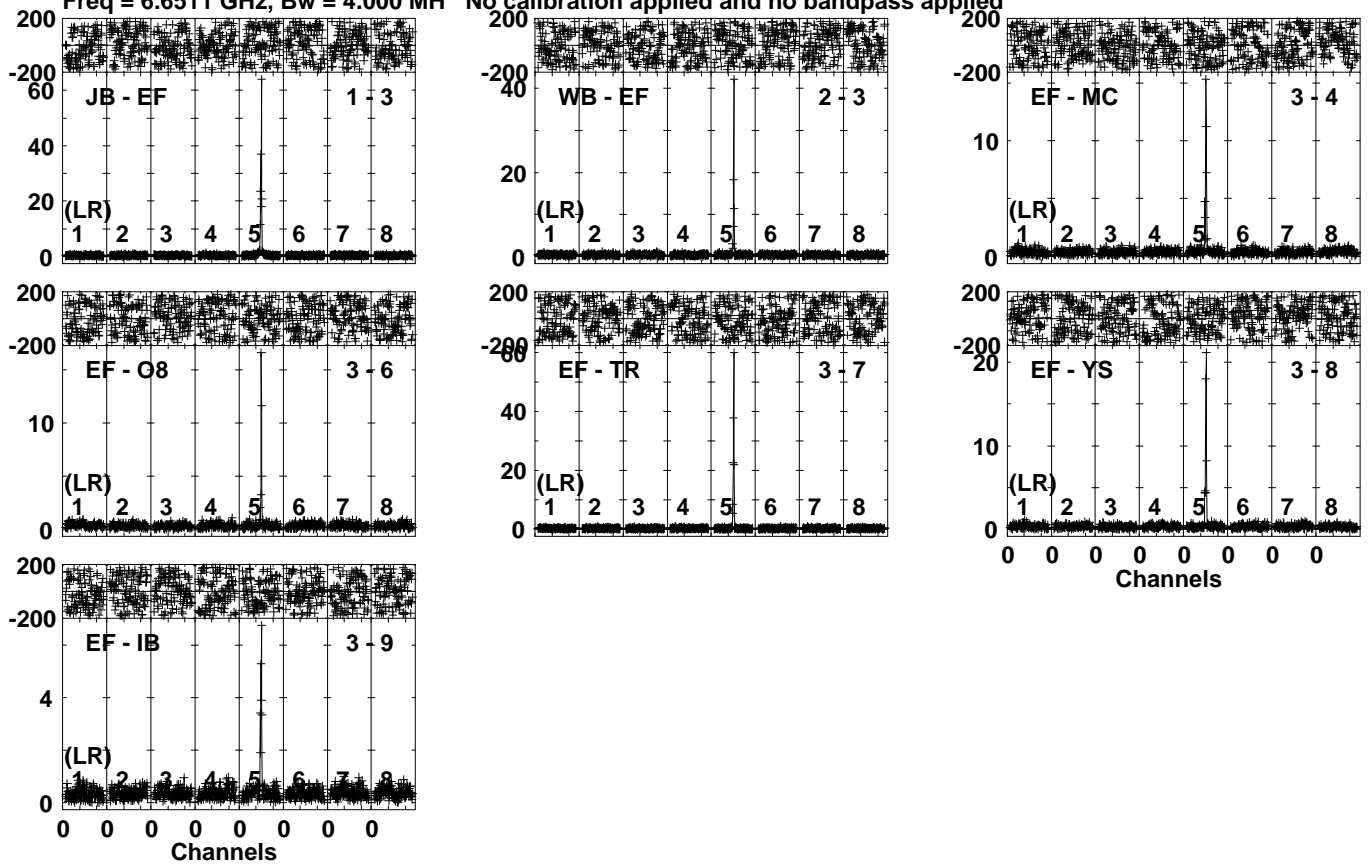 Freq = 6.6511 GHz, Bw = 4.000 MH No calibration applied and no bandpass applied
200
-200
60
40
20
0
JB - EF 1 - 3
(LR)
1 2 3 4 5 6 7 8
200
40
20
0
WB - EF 2 - 3
(LR)
1 2 3 4 5 6 7 8
200
-200
10
0
EF - MC 3 - 4
(LR)
1 2 3 4 5 6 7 8
200
-200
10
0
EF - O8 3 - 6
(LR)
1 2 3 4 5 6 7 8
200
-200
60
40
20
0
EF - TR 3 - 7
(LR)
1 2 3 4 5 6 7 8
200
-200
20
10
0
EF - YS 3 - 8
(LR)
1 2 3 4 5 6 7 8
0 0 0 0 0 0 0 0
Channels
200
-200
4
0
EF - IB 3 - 9
(LR)
1 2 3 4 5 6 7 8
0 0 0 0 0 0 0 0
Channels